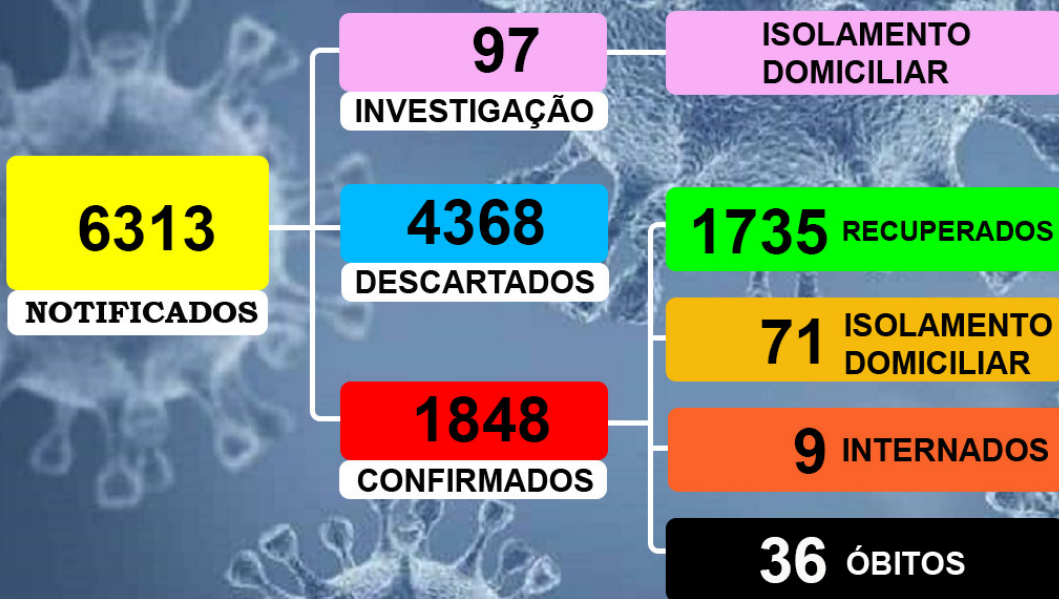 6313
NOTIFICADOS
97
INVESTIGAÇÃO
ISOLAMENTO
DOMICILIAR
4368
DESCARTADOS
1848
CONFIRMADOS
1735 RECUPERADOS
71 ISOLAMENTO
DOMICILIAR
9 INTERNADOS
36 ÓBITOS